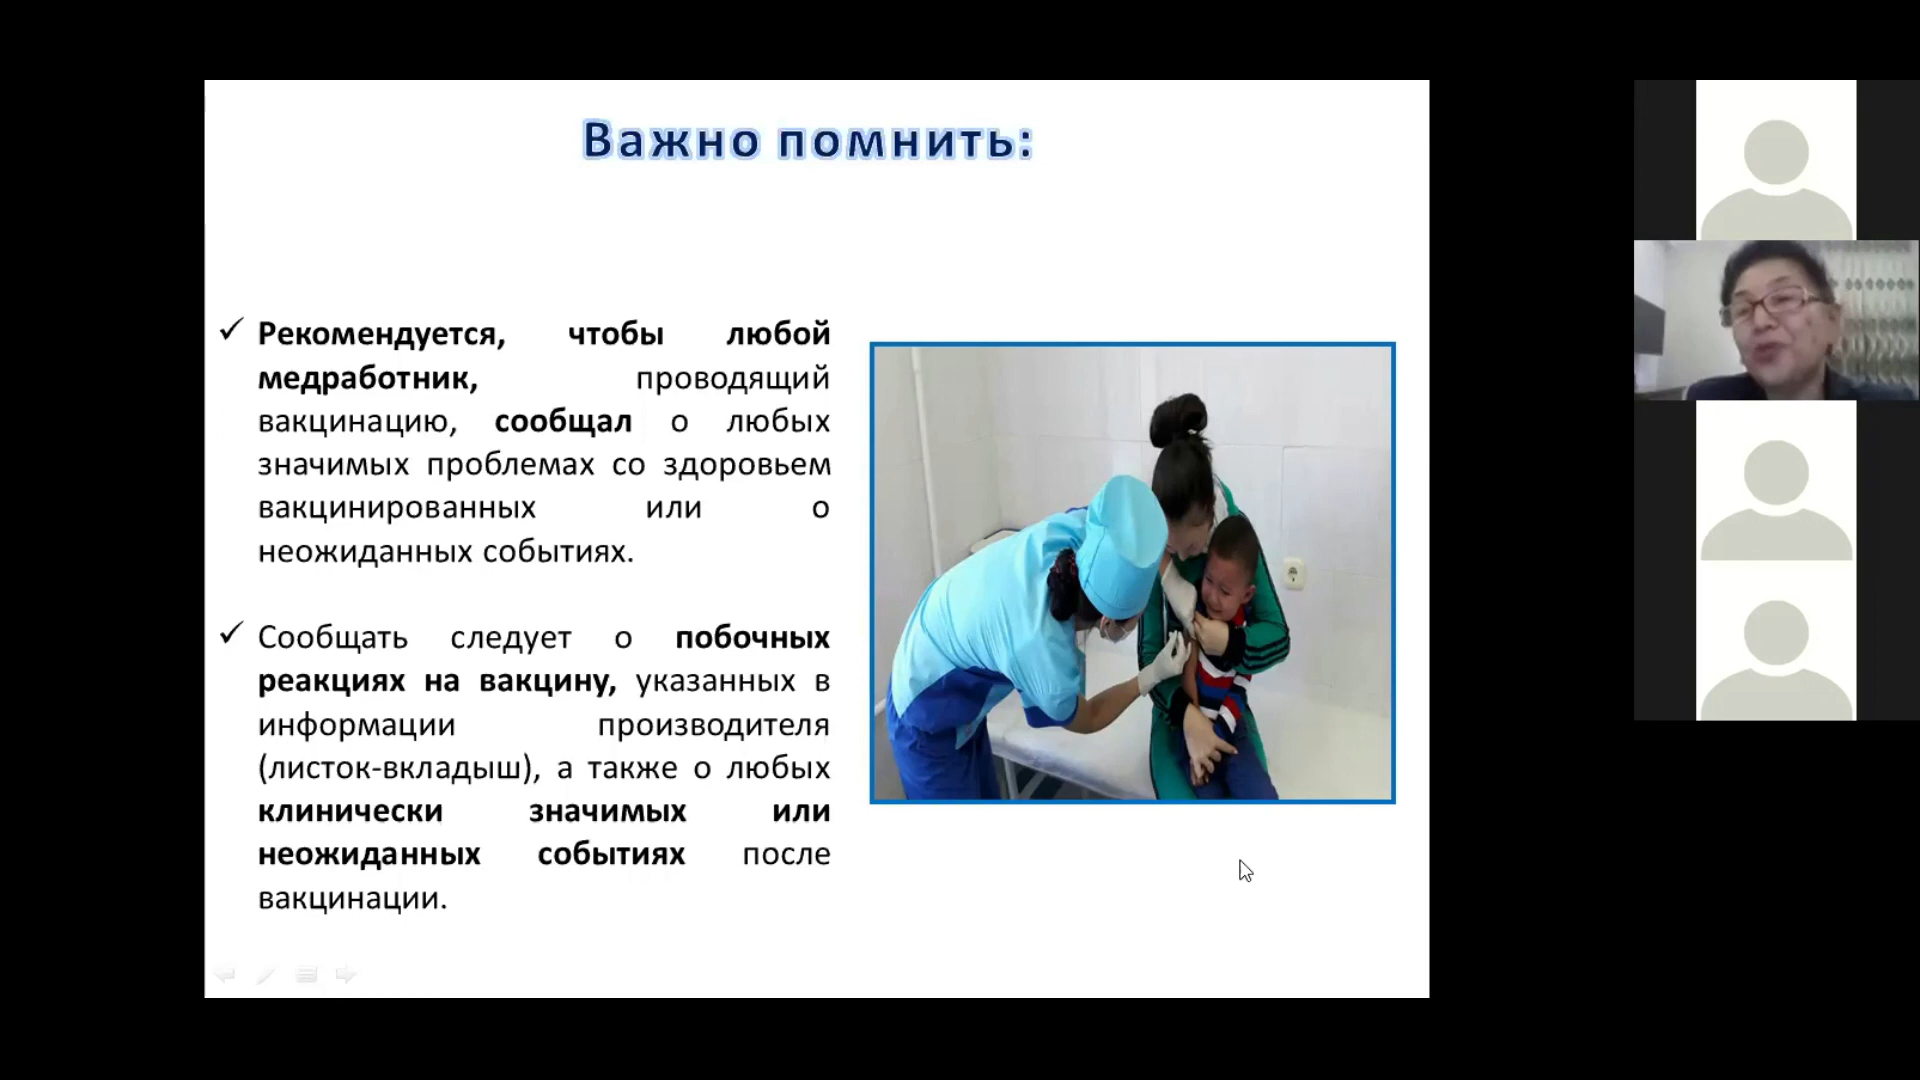 Важно помнить:
Рекомендуется, чтобы любой
медработник, проводящий
вакцинацию, сообщал о любых
значимых проблемах со здоровьем
вакцинированных или о
неожиданных событиях.
Сообщать следует о побочных
реакциях на вакцину, указанных в
информации производителя
(листок-вкладыш), а также о любых
клинически значимых или
неожиданных событиях после
вакцинации.